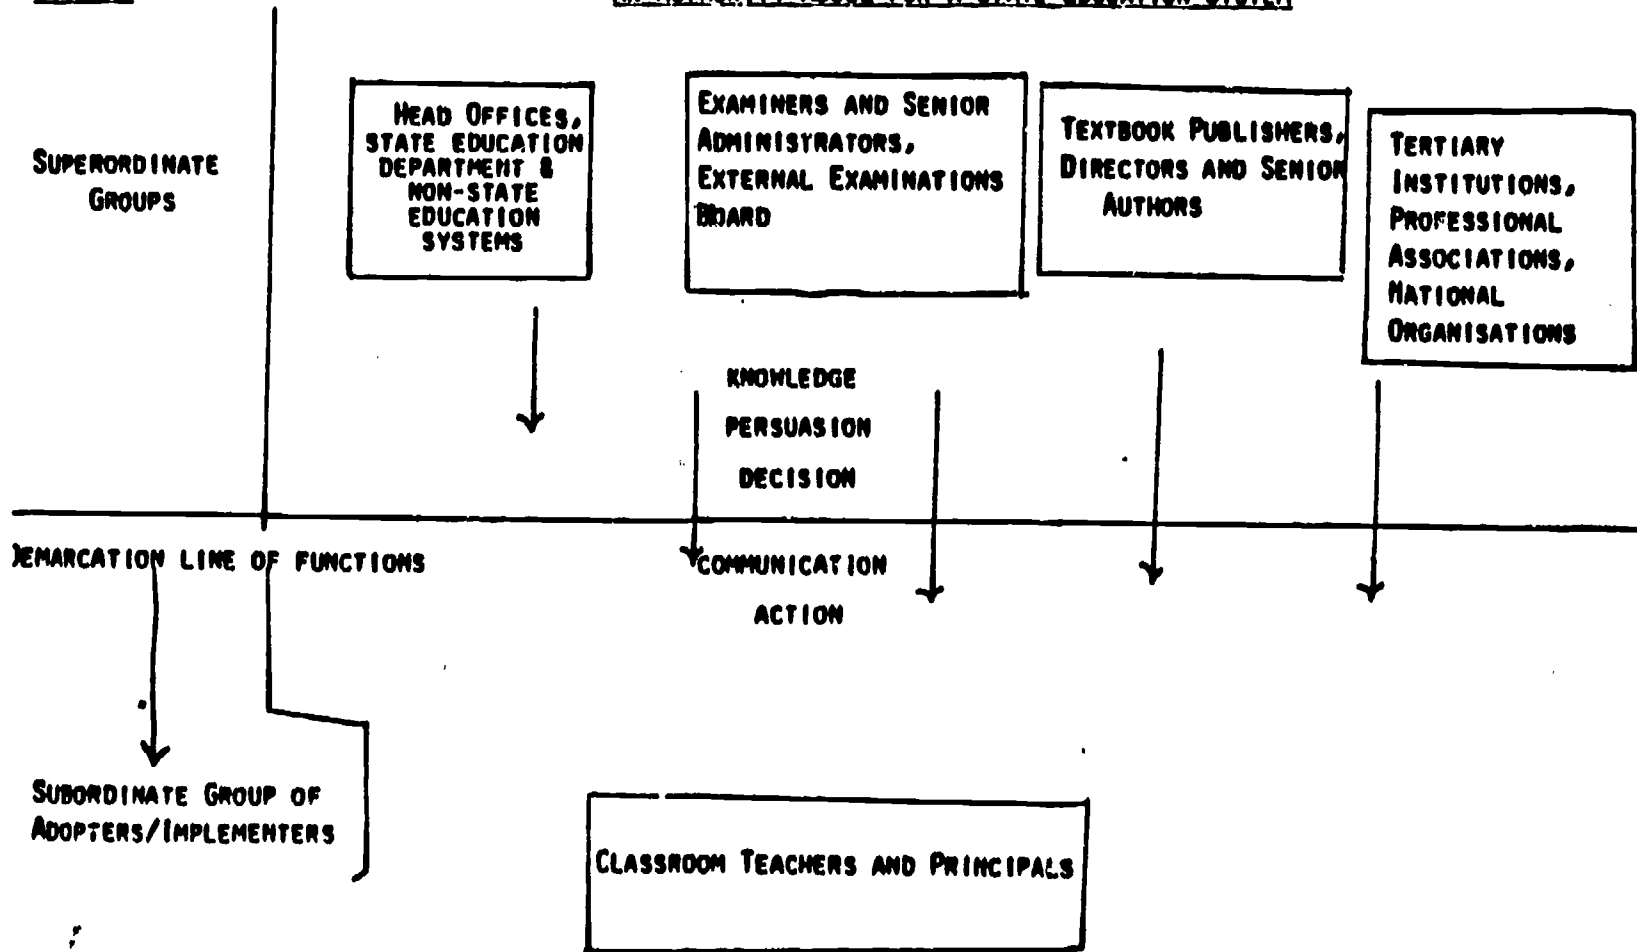 SUPERORDINATE
GROUPS
HEAD OFFICES,
STATE EDUCATION
DEPARTMENT &
NON-STATE
EDUCATION
SYSTEMS
EXAMINERS AND SENIOR
ADMINISTRATORS,
EXTERNAL EXAMINATIONS
BOARD
TEXTBOOK PUBLISHERS,
DIRECTORS AND SENIOR
AUTHORS
TERTIARY
INSTITUTIONS,
PROFESSIONAL
ASSOCIATIONS,
NATIONAL
ORGANISATIONS
KNOWLEDGE
PERSUASION
DECISION
DEMARCATION LINE OF FUNCTIONS
COMMUNICATION
ACTION
SUBORDINATE GROUP OF
ADOPTERS/IMPLEMENTERS
CLASSROOM TEACHERS AND PRINCIPALS